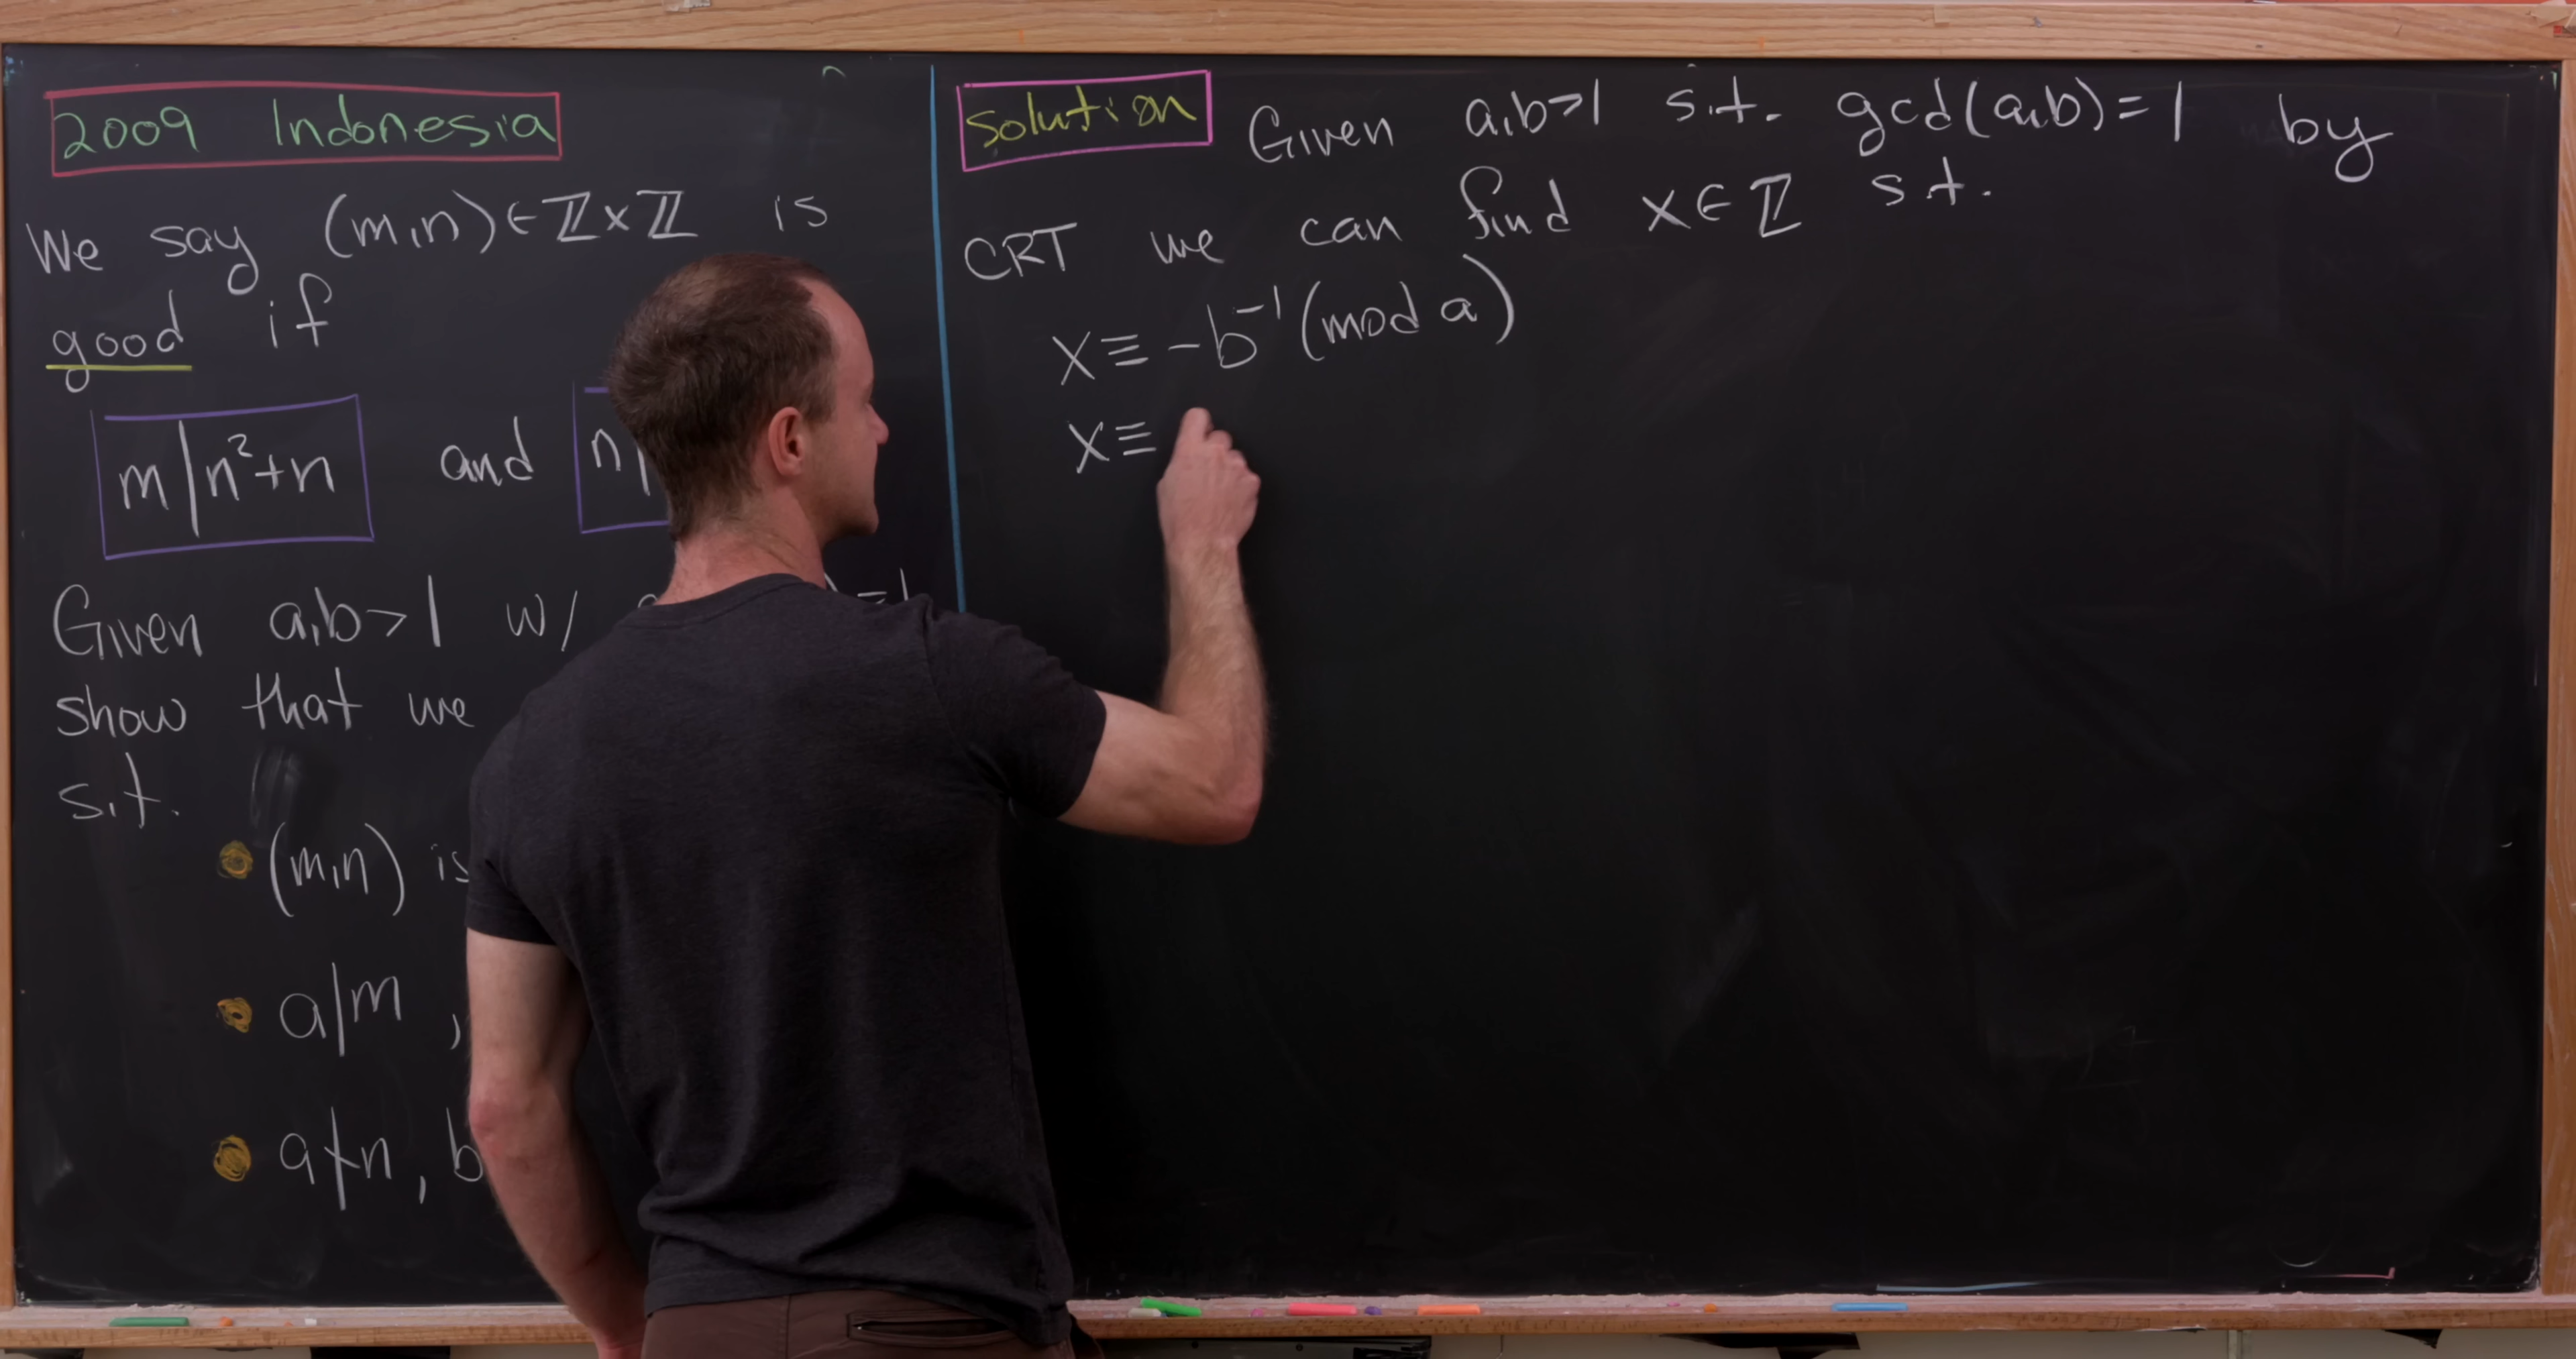 2009 Indonesia
We say (m,n)∈ℤ×ℤ is
good if
m|n²+n and n|
Given a,b>1 w/ =1
show that we
s.t.
(m,n) is
a|m ,
a∤n , b
Solution Given a,b>1 s.t. gcd(a,b)=1 by
CRT we can find x∈ℤ s.t.
x≡-b⁻¹(mod a)
x≡